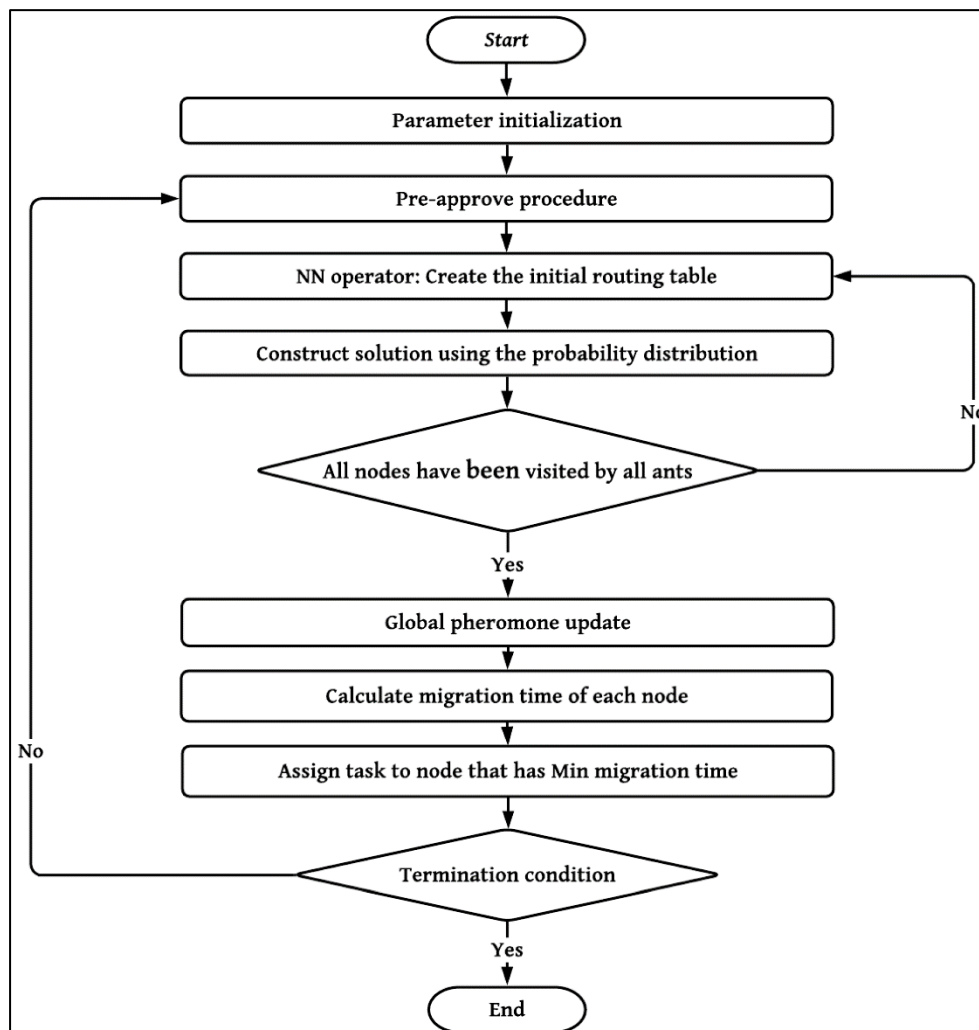 Start
Parameter initialization
Pre-approve procedure
NN operator: Create the initial routing table
Construct solution using the probability distribution
No
All nodes have been visited by all ants
Yes
Global pheromone update
Calculate migration time of each node
No
Assign task to node that has Min migration time
Termination condition
Yes
End